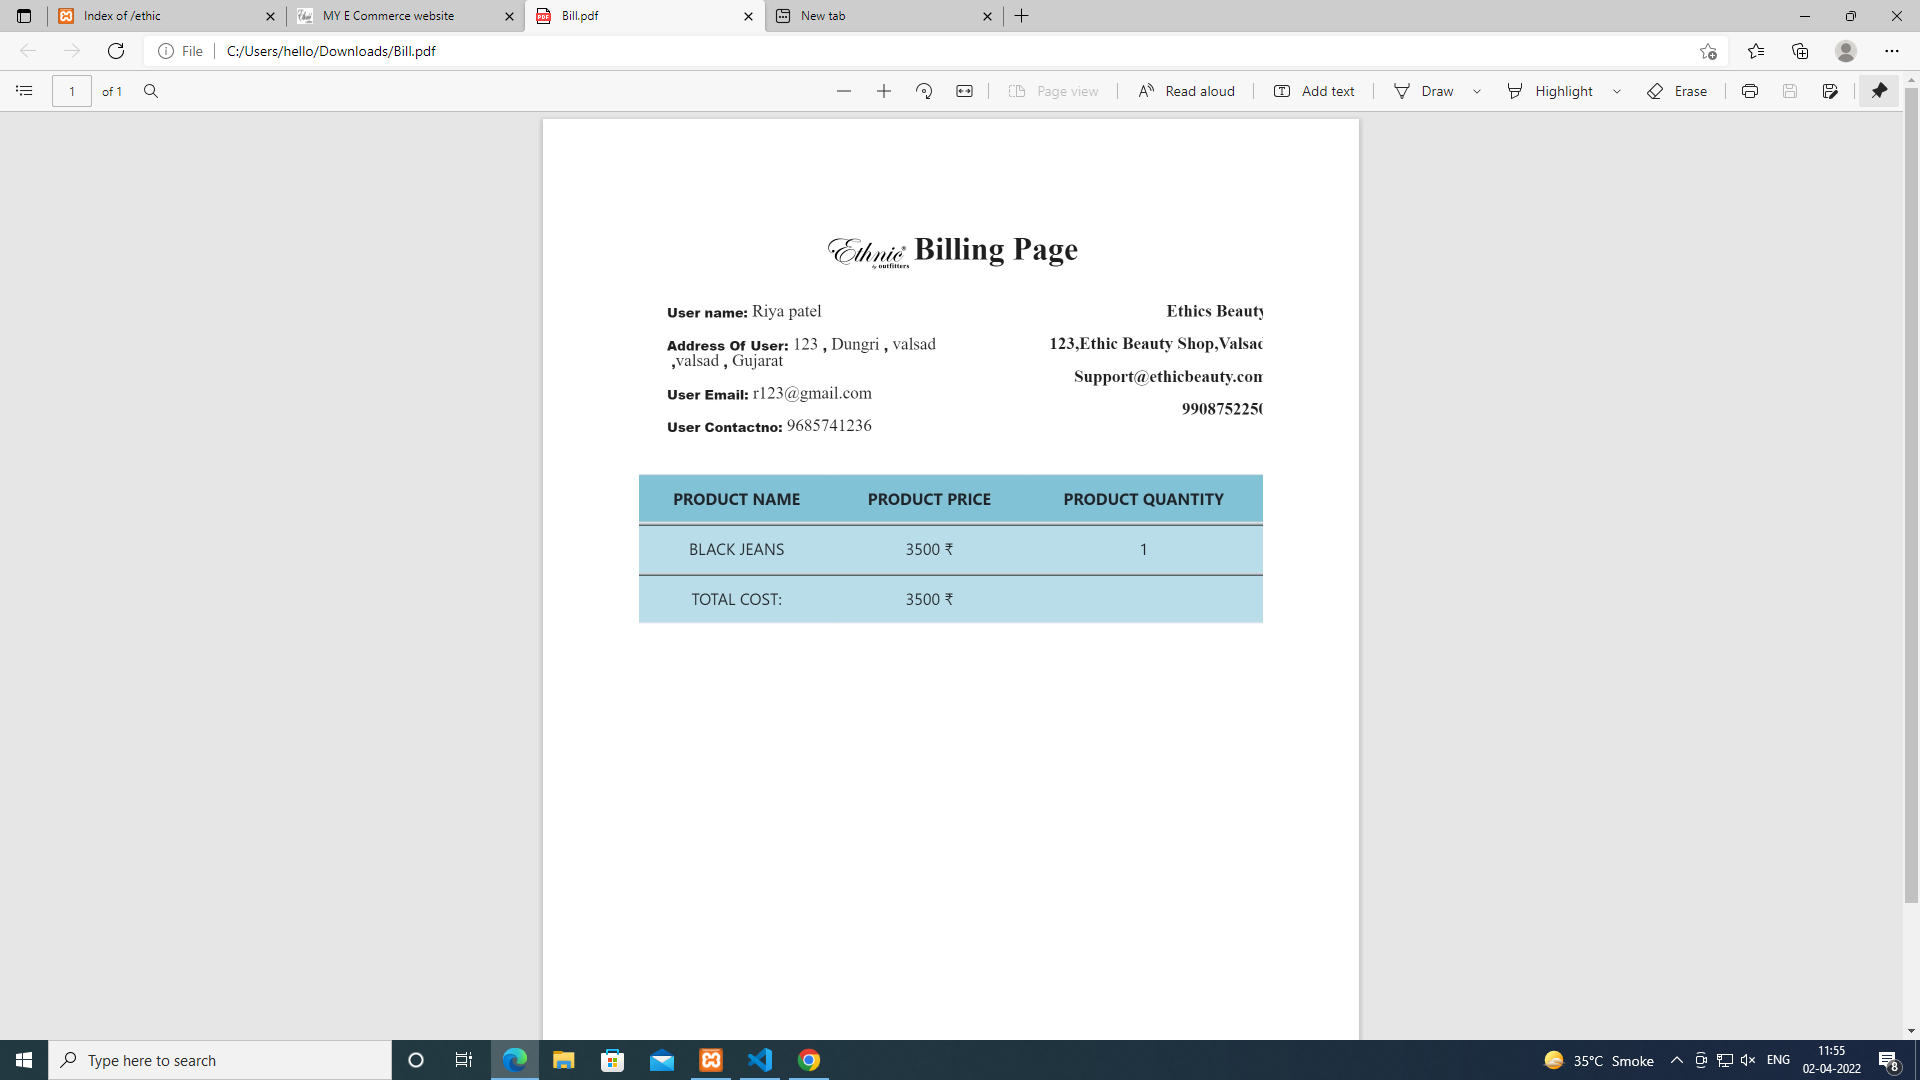 Index of /ethic
MY E Commerce website
Bill.pdf
New tab
File
C:/Users/hello/Downloads/Bill.pdf
1 of 1
Page view
Read aloud
Add text
Draw
Highlight
Erase
Ethnic® Billing Page
by outfitters
User name: Riya patel
Ethics Beauty
Address Of User: 123 , Dungri , valsad
,valsad , Gujarat
123,Ethic Beauty Shop,Valsad
Support@ethicbeauty.com
User Email: r123@gmail.com
9908752250
User Contactno: 9685741236
PRODUCT NAME PRODUCT PRICE PRODUCT QUANTITY
BLACK JEANS 3500 ₹ 1
TOTAL COST: 3500 ₹
Type here to search
35°C Smoke
ENG
11:55
02-04-2022
8